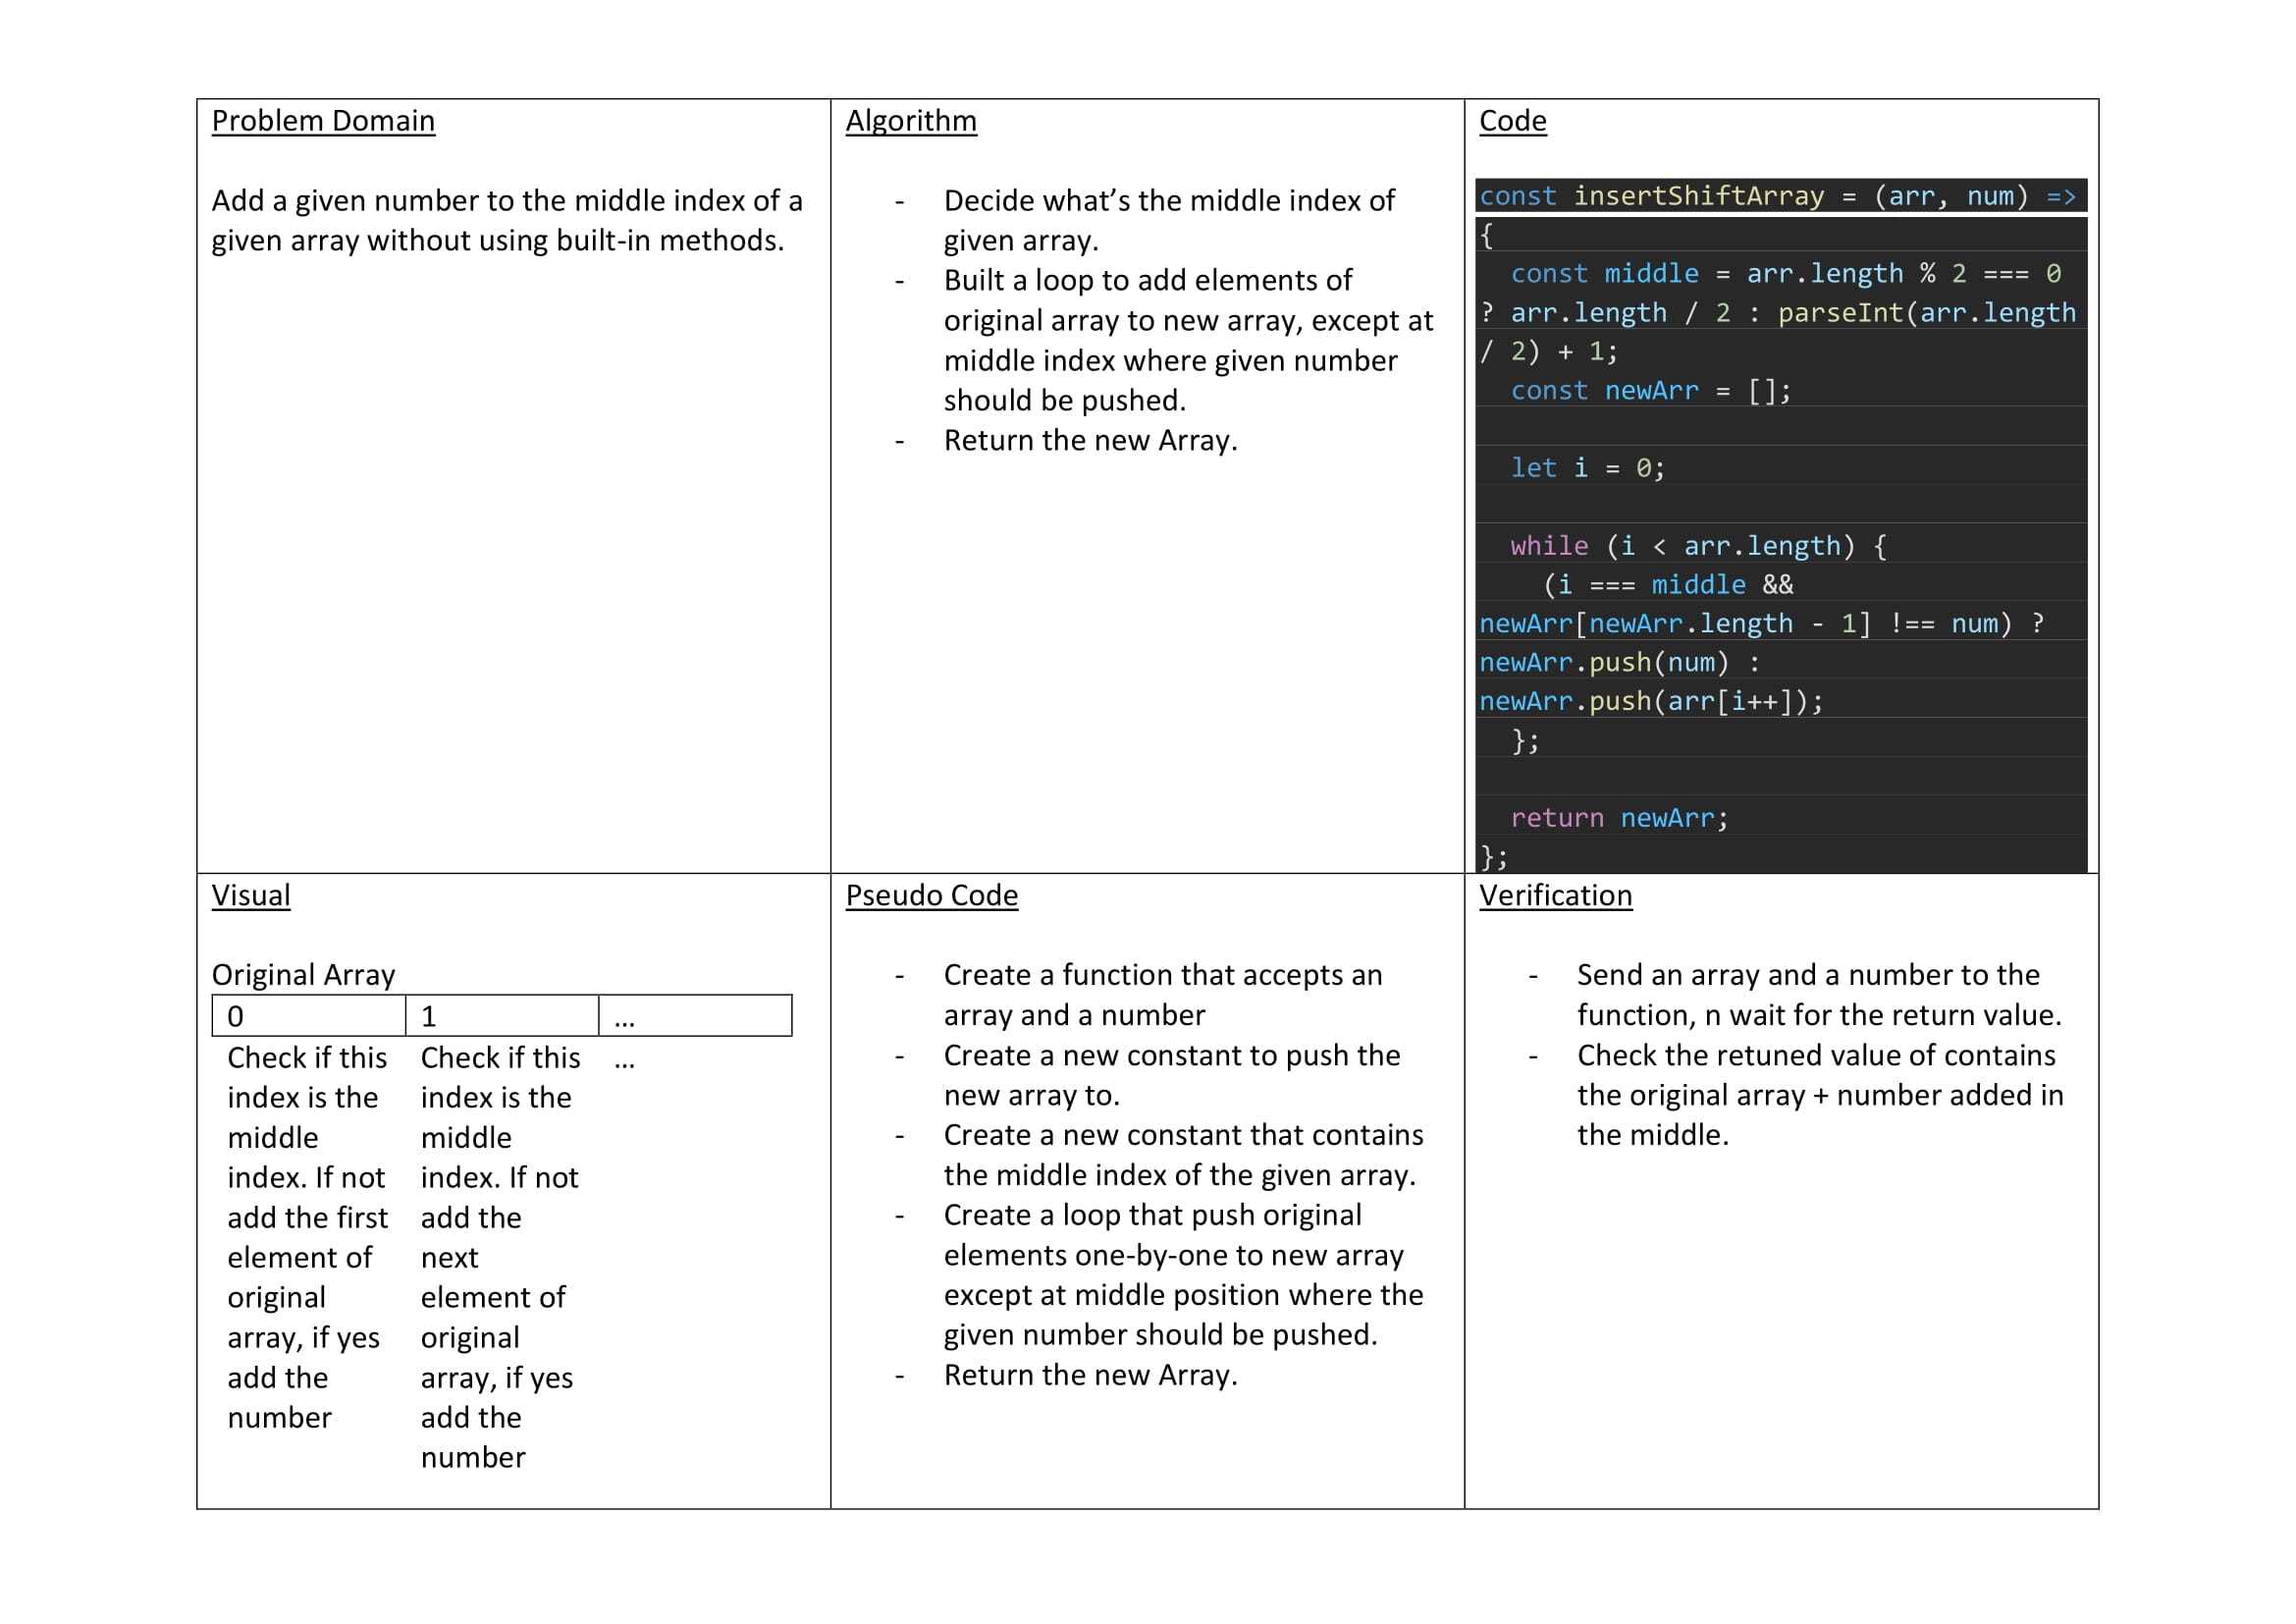 Problem Domain
Add a given number to the middle index of a
given array without using built-in methods.
Algorithm
- Decide what’s the middle index of
given array.
- Built a loop to add elements of
original array to new array, except at
middle index where given number
should be pushed.
- Return the new Array.
Code
const insertShiftArray = (arr, num) =>
{
const middle = arr.length % 2 === 0
? arr.length / 2 : parseInt(arr.length
/ 2) + 1;
const newArr = [];
let i = 0;
while (i < arr.length) {
(i === middle &&
newArr[newArr.length - 1] !== num) ?
newArr.push(num) :
newArr.push(arr[i++]);
};
return newArr;
};
Visual
Original Array
0 1 ...
Check if this
index is the
middle
index. If not
add the first
element of
original
array, if yes
add the
number
Check if this
index is the
middle
index. If not
add the
next
element of
original
array, if yes
add the
number
...
Pseudo Code
- Create a function that accepts an
array and a number
- Create a new constant to push the
new array to.
- Create a new constant that contains
the middle index of the given array.
- Create a loop that push original
elements one-by-one to new array
except at middle position where the
given number should be pushed.
- Return the new Array.
Verification
- Send an array and a number to the
function, n wait for the return value.
- Check the retuned value of contains
the original array + number added in
the middle.